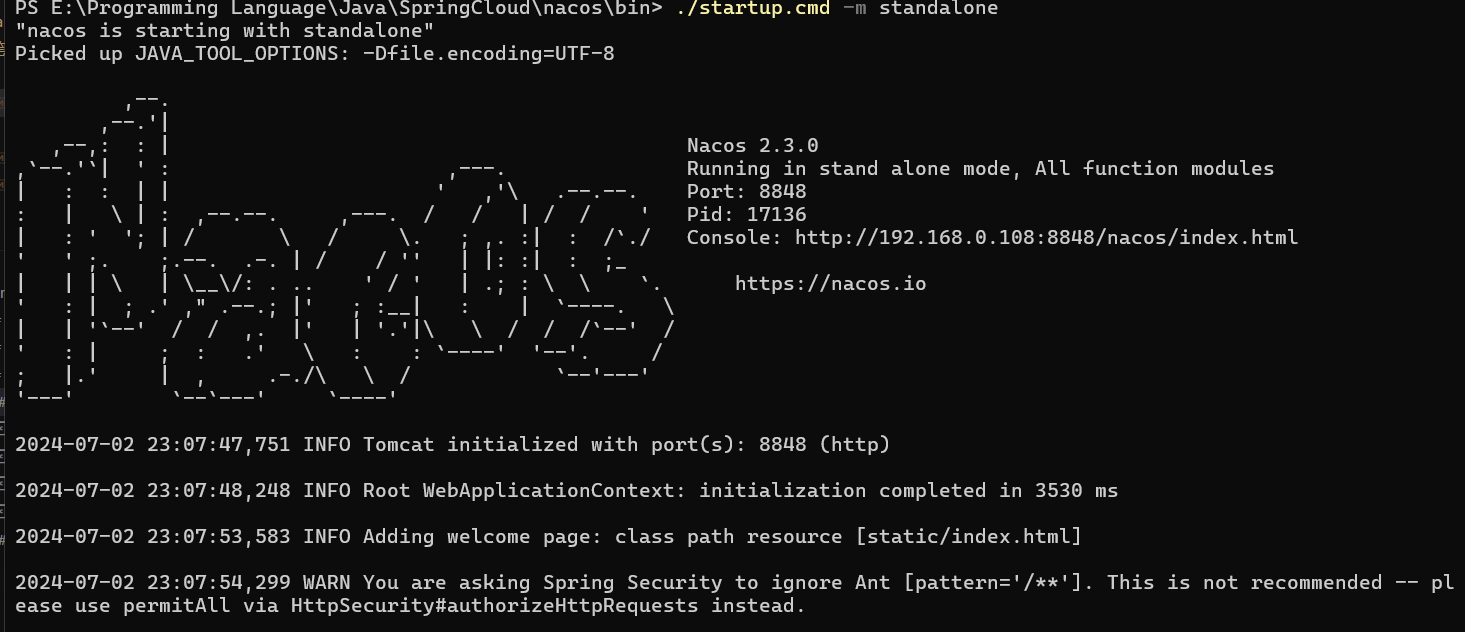 PS E:\Programming Language\Java\SpringCloud\nacos\bin> ./startup.cmd -m standalone
"nacos is starting with standalone"
Picked up JAVA_TOOL_OPTIONS: -Dfile.encoding=UTF-8
Nacos
Nacos 2.3.0
Running in stand alone mode, All function modules
Port: 8848
Pid: 17136
Console: http://192.168.0.108:8848/nacos/index.html
https://nacos.io
2024-07-02 23:07:47,751 INFO Tomcat initialized with port(s): 8848 (http)
2024-07-02 23:07:48,248 INFO Root WebApplicationContext: initialization completed in 3530 ms
2024-07-02 23:07:53,583 INFO Adding welcome page: class path resource [static/index.html]
2024-07-02 23:07:54,299 WARN You are asking Spring Security to ignore Ant [pattern='/**']. This is not recommended -- pl
ease use permitAll via HttpSecurity#authorizeHttpRequests instead.